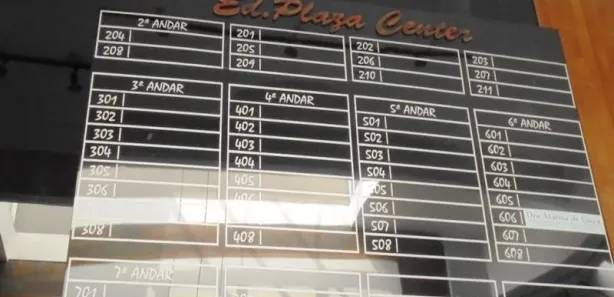 Ed. Plaza Center
2º ANDAR
204 201 202 203
208 205 206 207
209 210 211
3º ANDAR 4º ANDAR 5º ANDAR 6º ANDAR
301 401 501 601
302 402 502 602
303 403 503 603
304 404 504 604
305 405 505 605
306 406 506 606
507 607
308 408 508 608
7º ANDAR
701